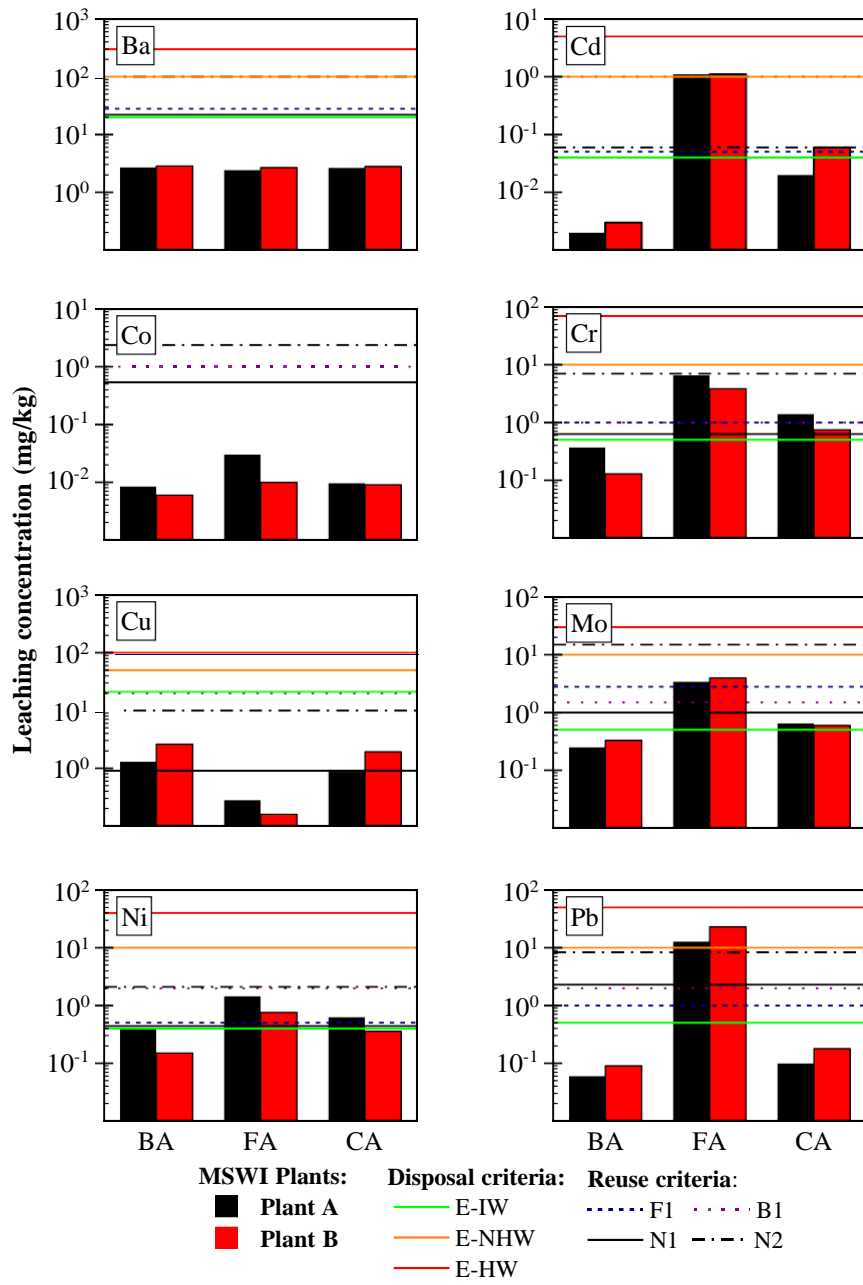 Leaching concentration (mg/kg)
Ba
10³
10²
10¹
10⁰
Cd
10¹
10⁰
10⁻¹
10⁻²
Co
10¹
10⁰
10⁻¹
10⁻²
Cr
10²
10¹
10⁰
10⁻¹
Cu
10³
10²
10¹
10⁰
Mo
10²
10¹
10⁰
10⁻¹
Ni
10²
10¹
10⁰
10⁻¹
BA FA CA
Pb
10²
10¹
10⁰
10⁻¹
BA FA CA
MSWI Plants:
Plant A
Plant B
Disposal criteria:
E-IW
E-NHW
E-HW
Reuse criteria:
F1 B1
N1 N2